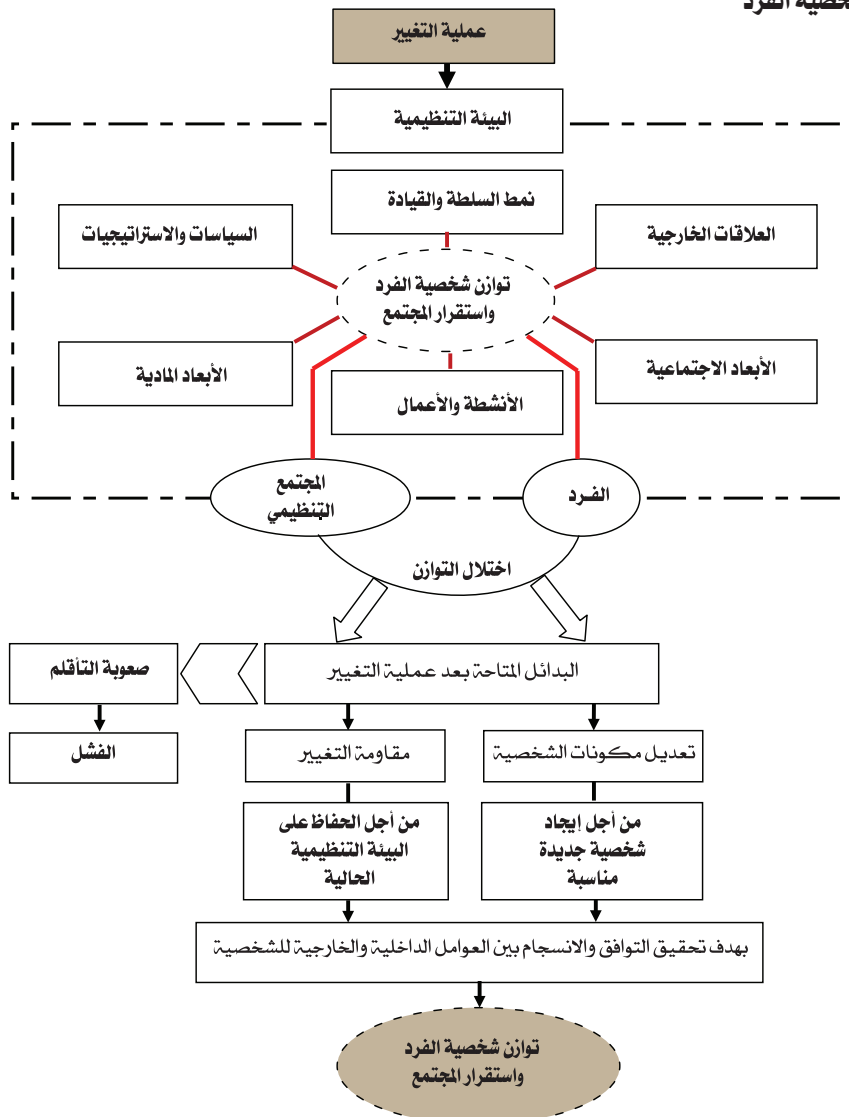 الفرد
عملية التغيير
البيئة التنظيمية
نمط السلطة والقيادة
العلاقات الخارجية
السياسات والاستراتيجيات
توازن شخصية الفرد
واستقرار المجتمع
الأبعاد الاجتماعية
الأبعاد المادية
الأنشطة والأعمال
الفرد
المجتمع
التنظيمي
اختلال التوازن
البدائل المتاحة بعد عملية التغيير
صعوبة التأقلم
الفشل
تعديل مكونات الشخصية
مقاومة التغيير
من أجل إيجاد
شخصية جديدة
مناسبة
من أجل الحفاظ على
البيئة التنظيمية
الحالية
بهدف تحقيق التوافق والانسجام بين العوامل الداخلية والخارجية للشخصية
توازن شخصية الفرد
واستقرار المجتمع